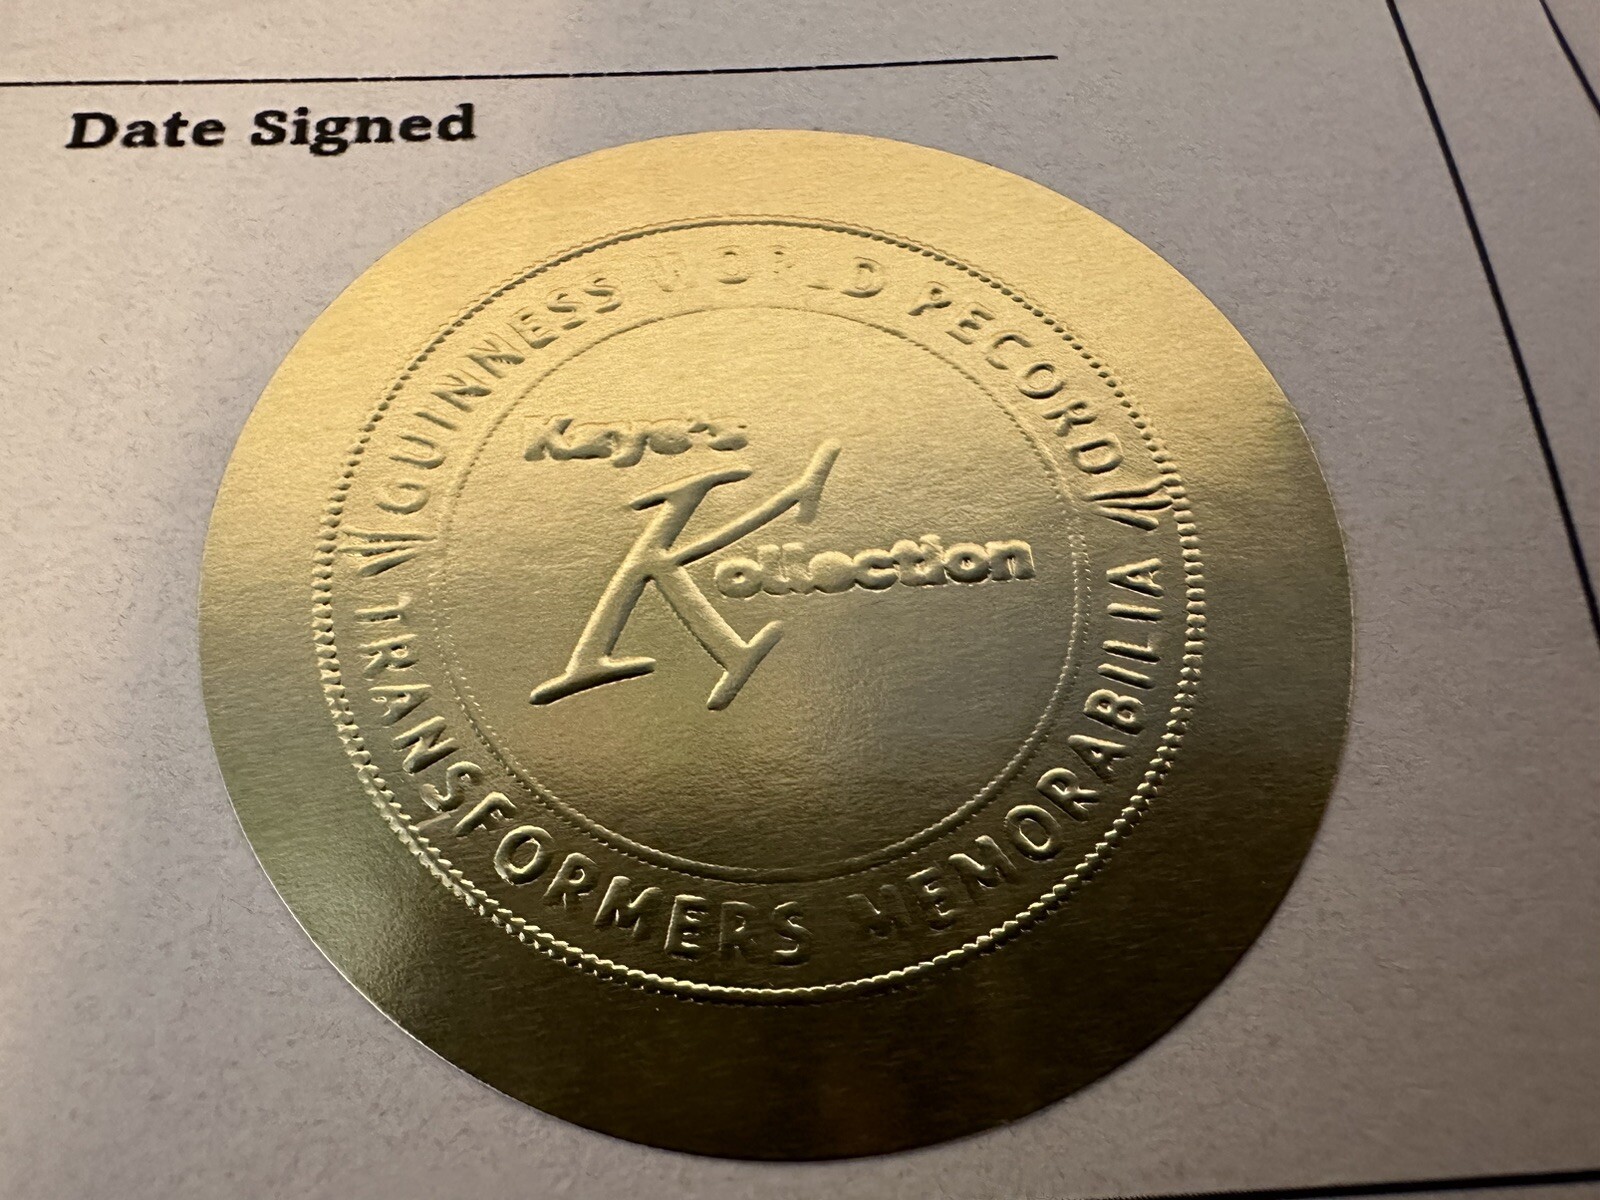 Date Signed
GUINNESS WORLD RECORD
Kaye's
Kollection
TRANSFORMERS MEMORABILIA